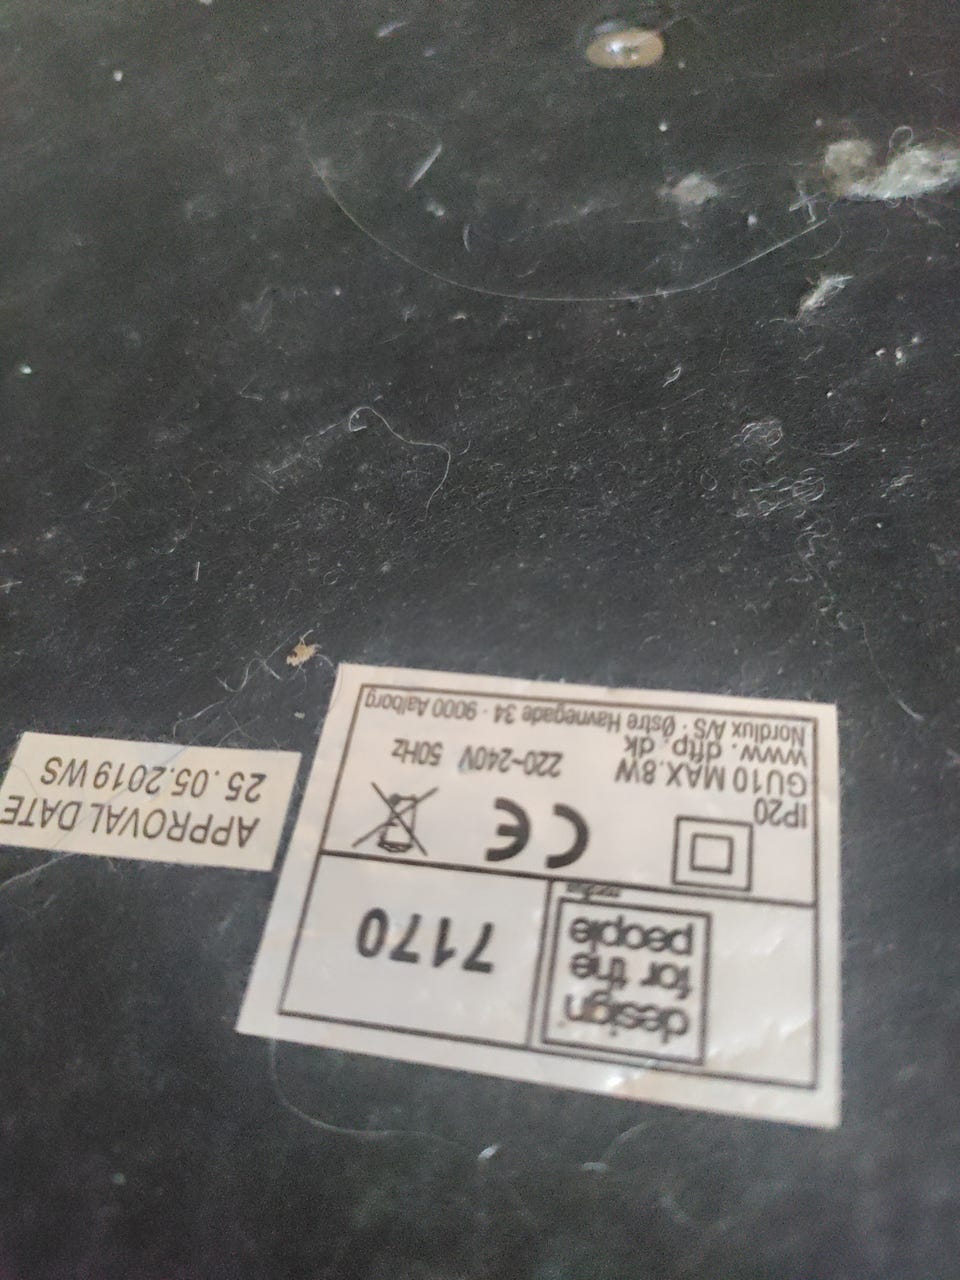 design
for the
people
nordlux
7170
IP20
GU10 MAX.8W
220~240V 50Hz
www.dftp.dk
Nordlux A/S · Østre Havnegade 34 · 9000 Aalborg
APPROVAL DATE
25.05.2019 WS